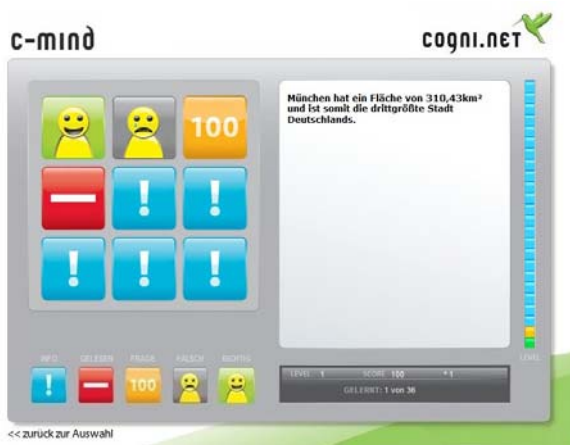 c-mind
cogni.net
100
München hat ein Fläche von 310,43km²
und ist somit die drittgrößte Stadt
Deutschlands.
INFO GELESEN FRAGE FALSCH RICHTIG
100
LEVEL
LEVEL 1 SCORE 100 * 1
GELERNT: 1 von 36
<< zurück zur Auswahl